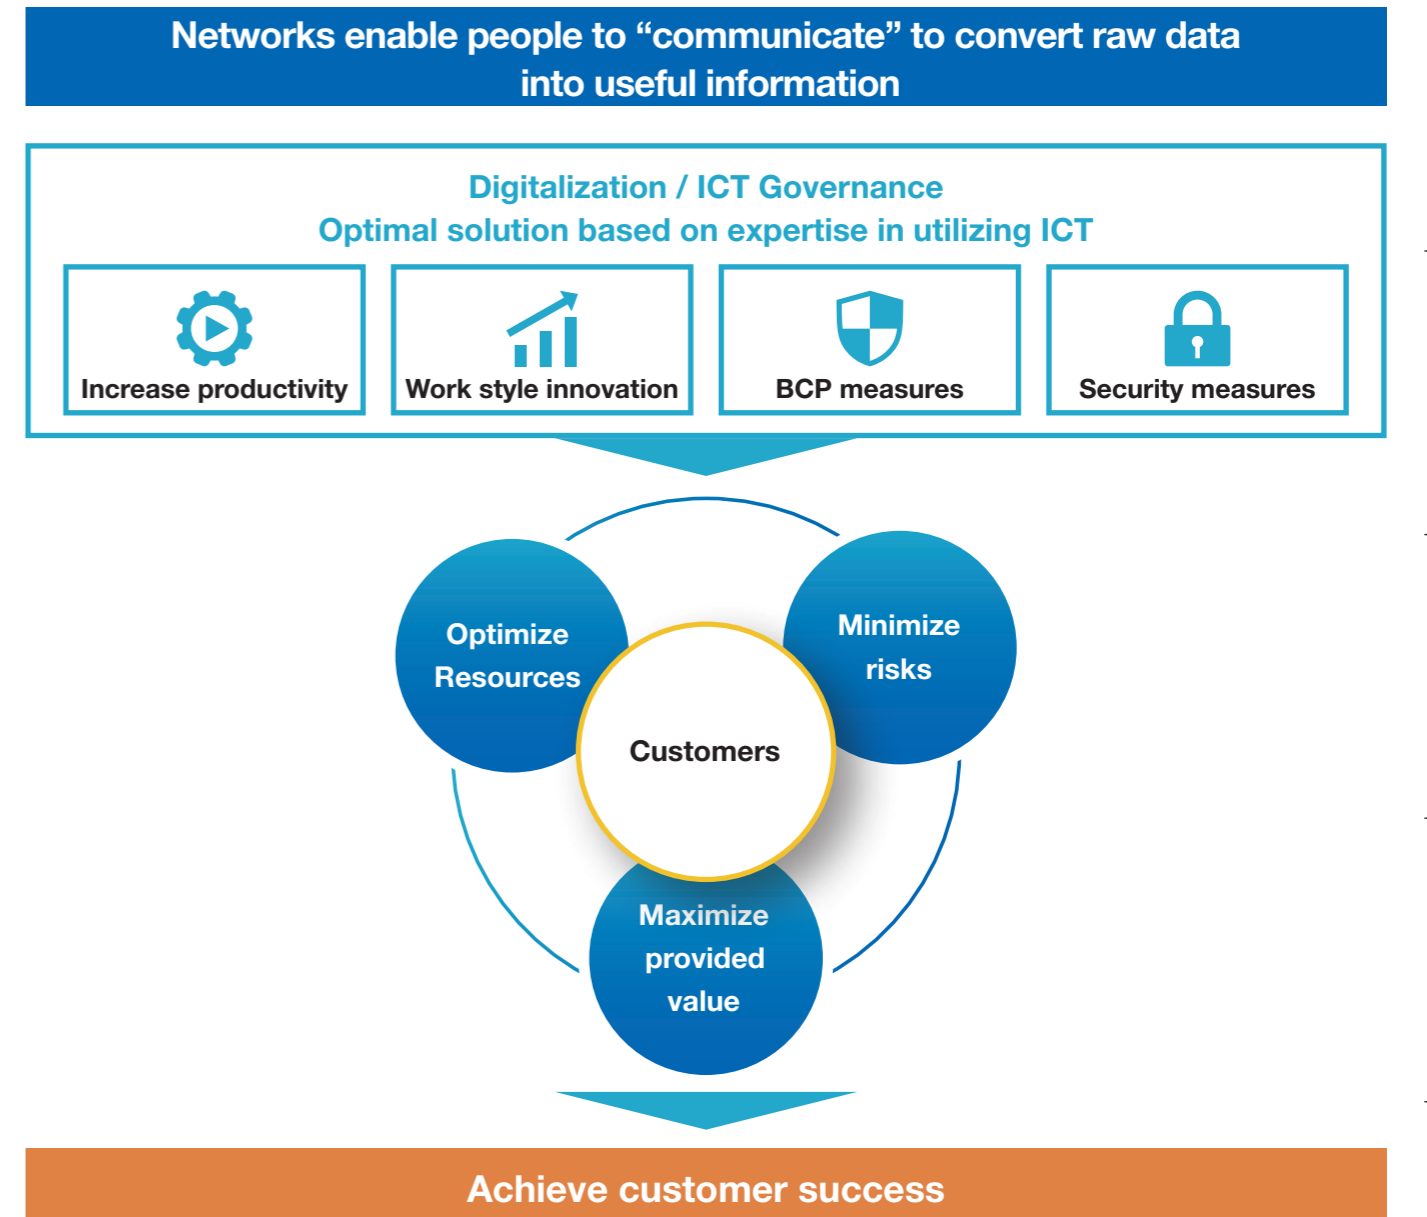 Networks enable people to “communicate” to convert raw data
into useful information
Digitalization / ICT Governance
Optimal solution based on expertise in utilizing ICT
Increase productivity
Work style innovation
BCP measures
Security measures
Optimize
Resources
Minimize
risks
Customers
Maximize
provided
value
Achieve customer success